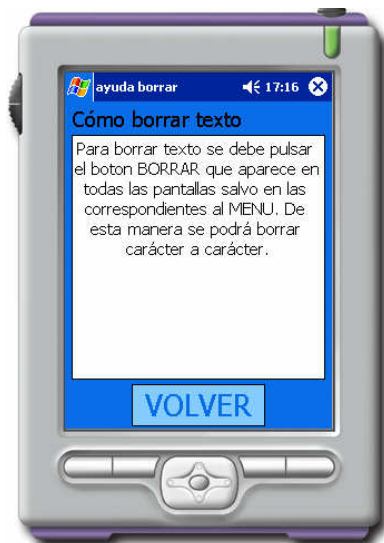 ayuda borrar 17:16
Cómo borrar texto
Para borrar texto se debe pulsar
el boton BORRAR que aparece en
todas las pantallas salvo en las
correspondientes al MENU. De
esta manera se podrá borrar
carácter a carácter.
VOLVER